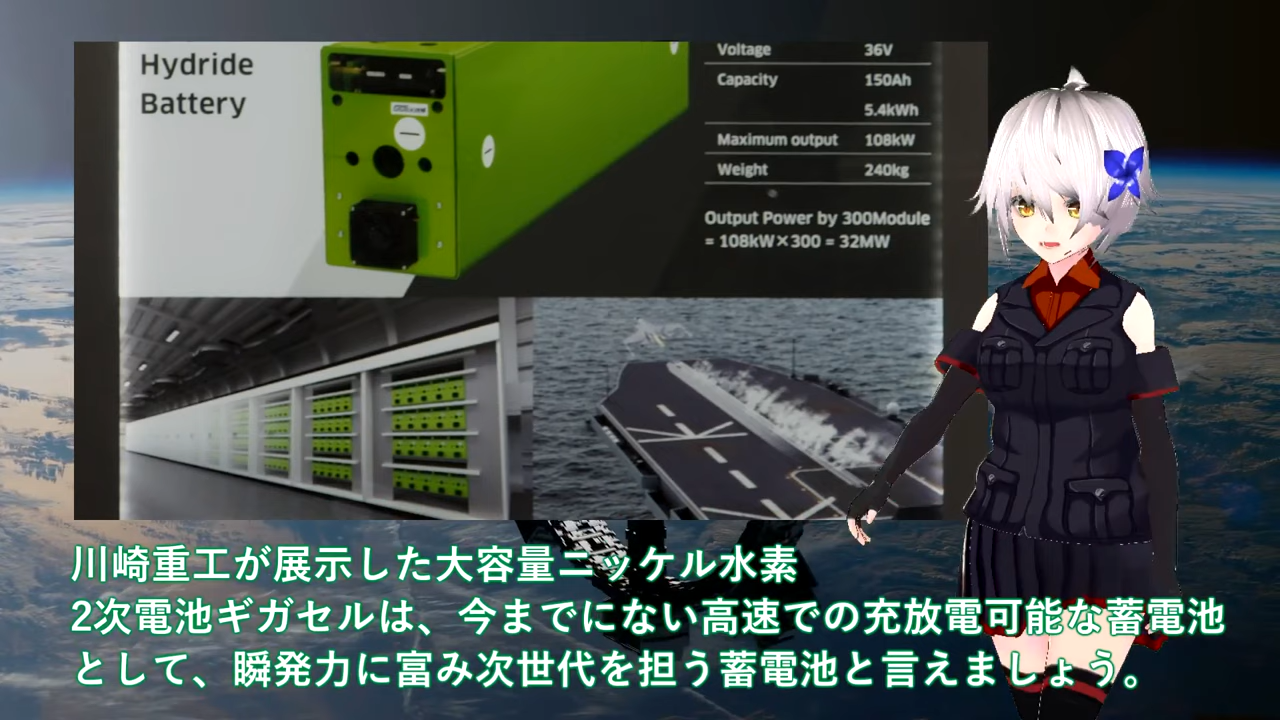 Hydride
Battery
Voltage 36V
Capacity 150Ah
5.4kWh
Maximum output 108kW
Weight 240kg
Output Power by 300Module
= 108kW×300 = 32MW
川崎重工が展示した大容量ニッケル水素
2次電池ギガセルは、今までにない高速での充放電可能な蓄電池
として、瞬発力に富み次世代を担う蓄電池と言えましょう。